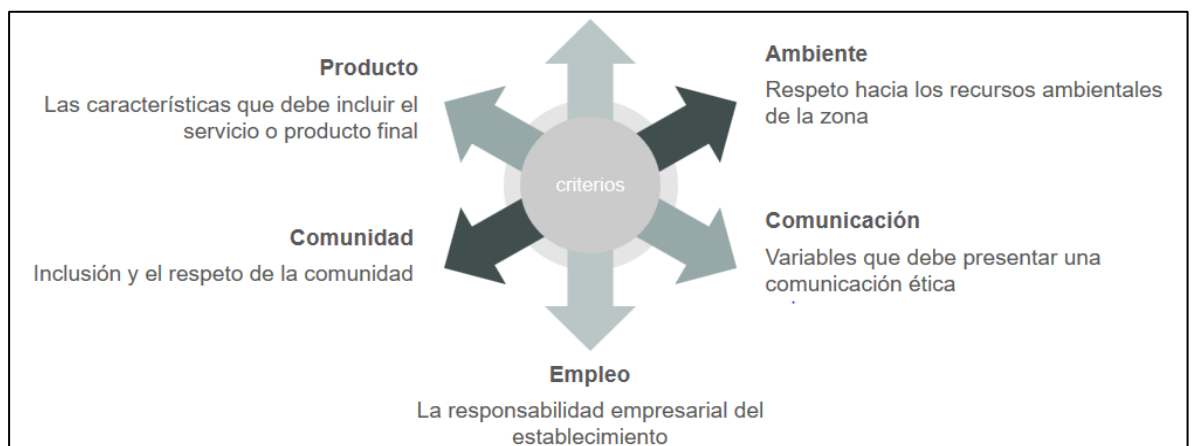 Producto
Las características que debe incluir el
servicio o producto final
Ambiente
Respeto hacia los recursos ambientales
de la zona
criterios
Comunidad
Inclusión y el respeto de la comunidad
Comunicación
Variables que debe presentar una
comunicación ética
Empleo
La responsabilidad empresarial del
establecimiento